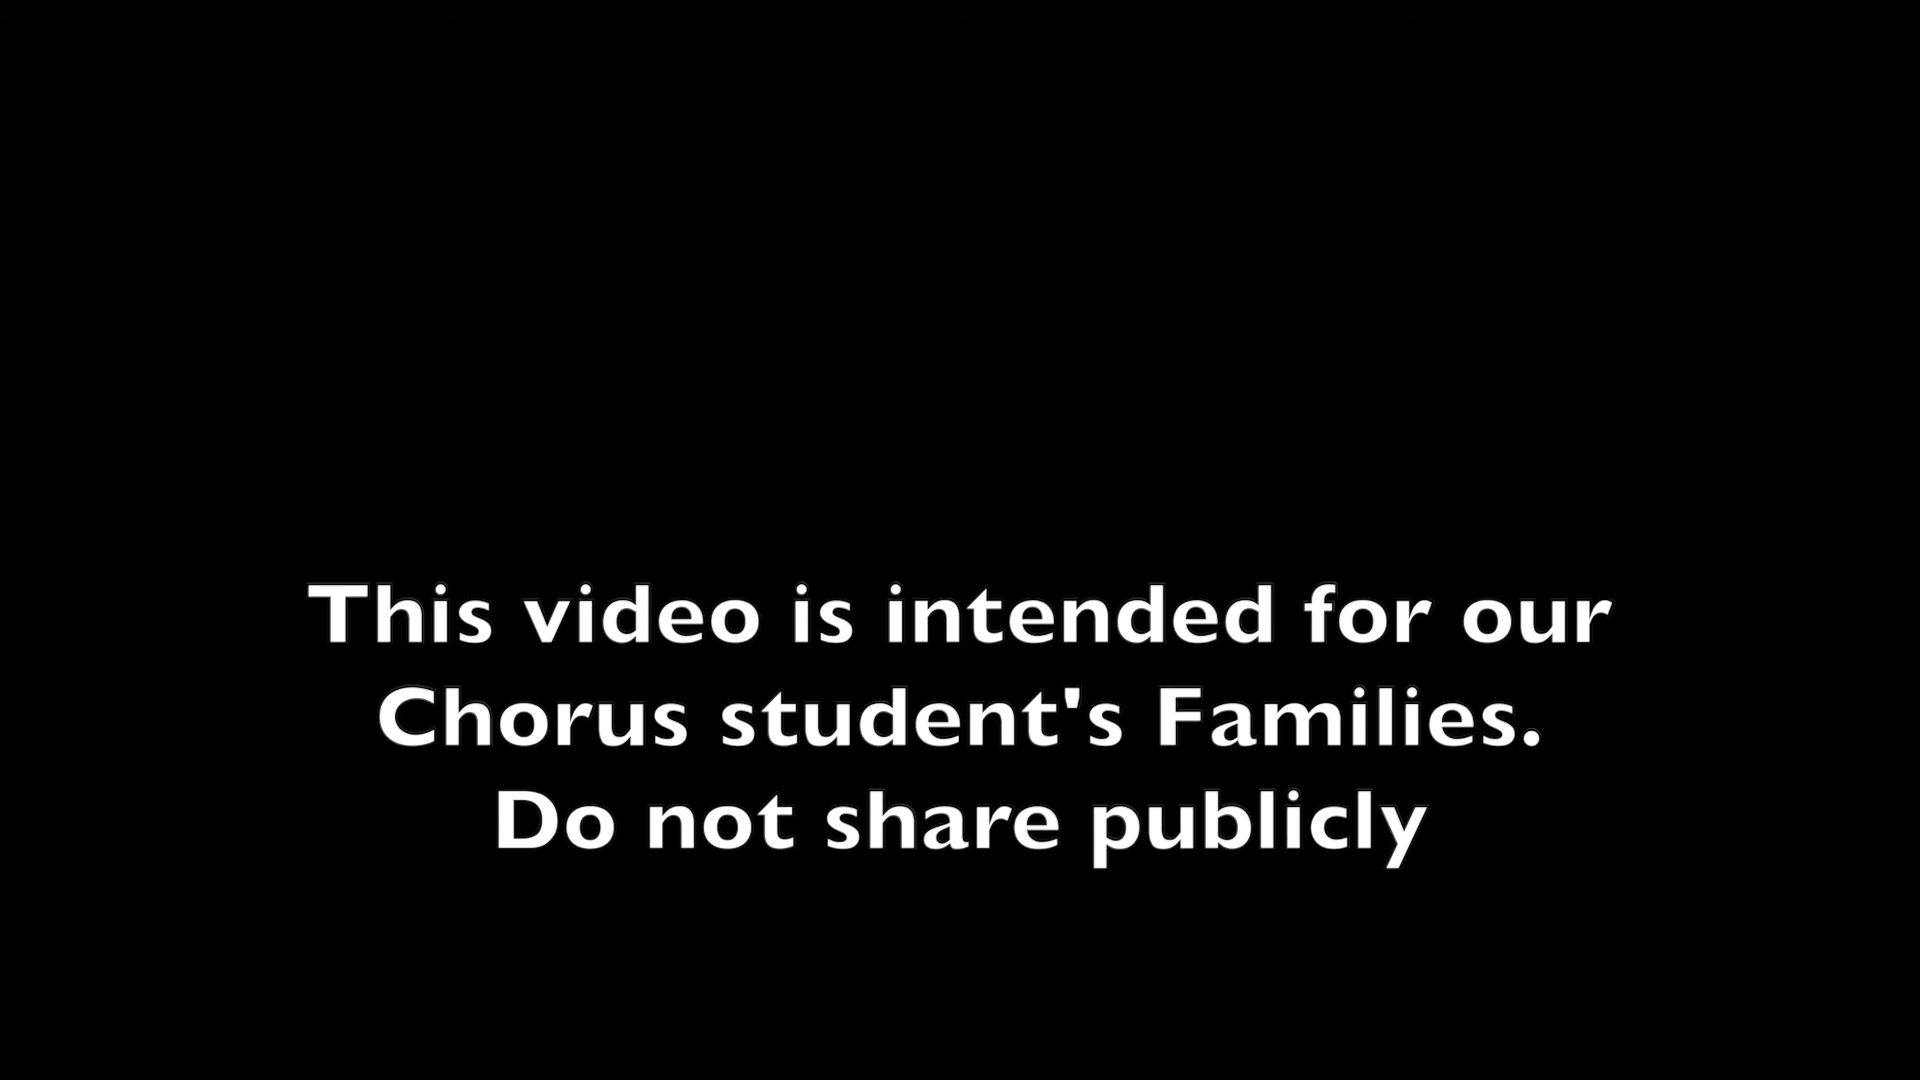 This video is intended for our
Chorus student's Families.
Do not share publicly